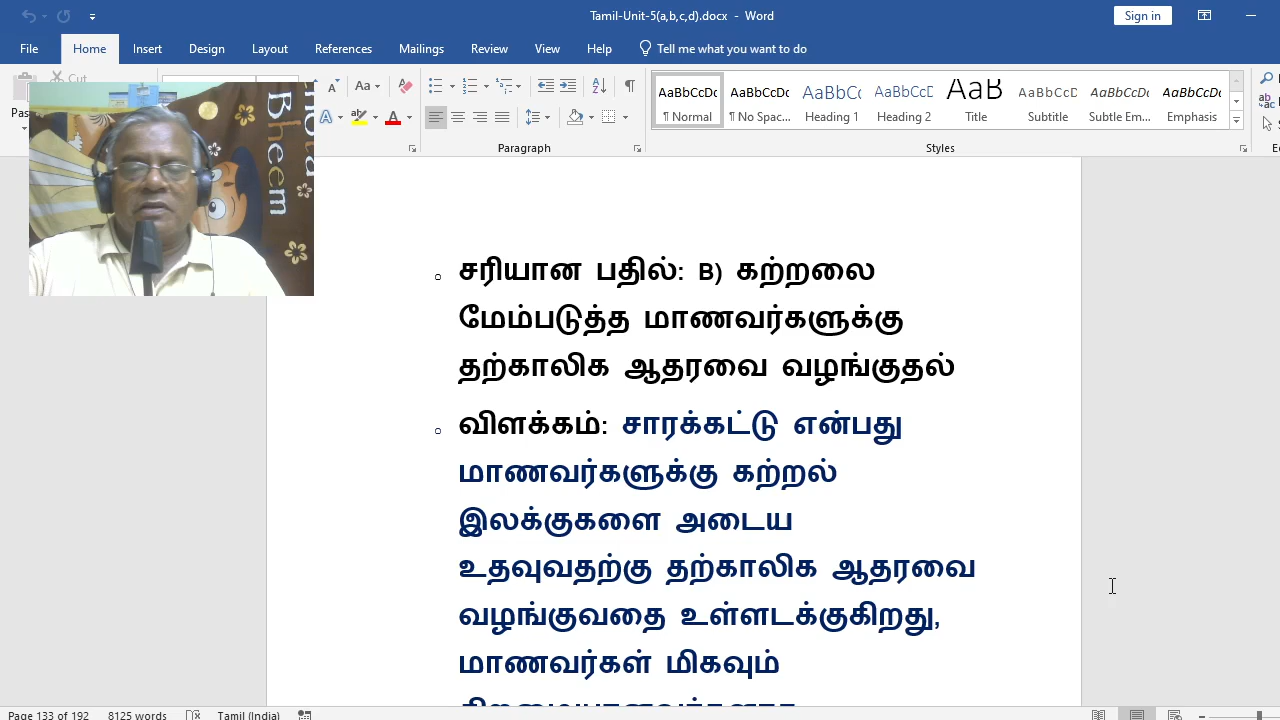 Tamil-Unit-5(a,b,c,d).docx - Word
Sign in
File Home Insert Design Layout References Mailings Review View Help Tell me what you want to do
Cut
Aa
AaBbCcDc AaBbCcDc AaBbCc AaBbCcD AaB AaBbCcD AaBbCcDc AaBbCcDc
¶ Normal ¶ No Spac... Heading 1 Heading 2 Title Subtitle Subtle Em... Emphasis
Paragraph Styles
Bheem
சரியான பதில்: B) கற்றலை
மேம்படுத்த மாணவர்களுக்கு
தற்காலிக ஆதரவை வழங்குதல்
விளக்கம்: சாரக்கட்டு என்பது
மாணவர்களுக்கு கற்றல்
இலக்குகளை அடைய
உதவுவதற்கு தற்காலிக ஆதரவை
வழங்குவதை உள்ளடக்குகிறது,
மாணவர்கள் மிகவும்
Page 133 of 192 8125 words Tamil (India)